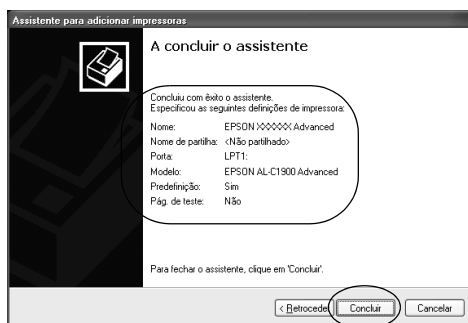 Assistente para adicionar impressoras
A concluir o assistente
Concluiu com êxito o assistente.
Especificou as seguintes definições de impressora:
Nome: EPSON XXXXXX Advanced
Nome de partilha: <Não partilhado>
Porta: LPT1:
Modelo: EPSON AL-C1900 Advanced
Predefinição: Sim
Pág. de teste: Não
Para fechar o assistente, clique em 'Concluir'.
< Retroceder Concluir Cancelar